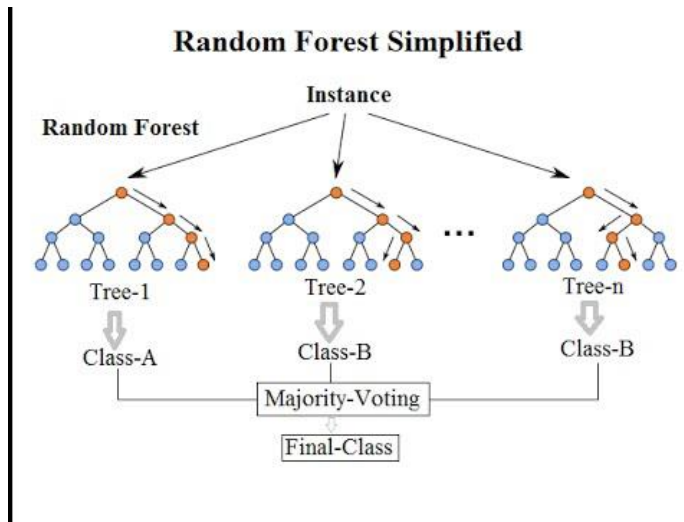 Random Forest Simplified
Instance
Random Forest
...
Tree-1
Tree-2
Tree-n
Class-A
Class-B
Class-B
Majority-Voting
Final-Class